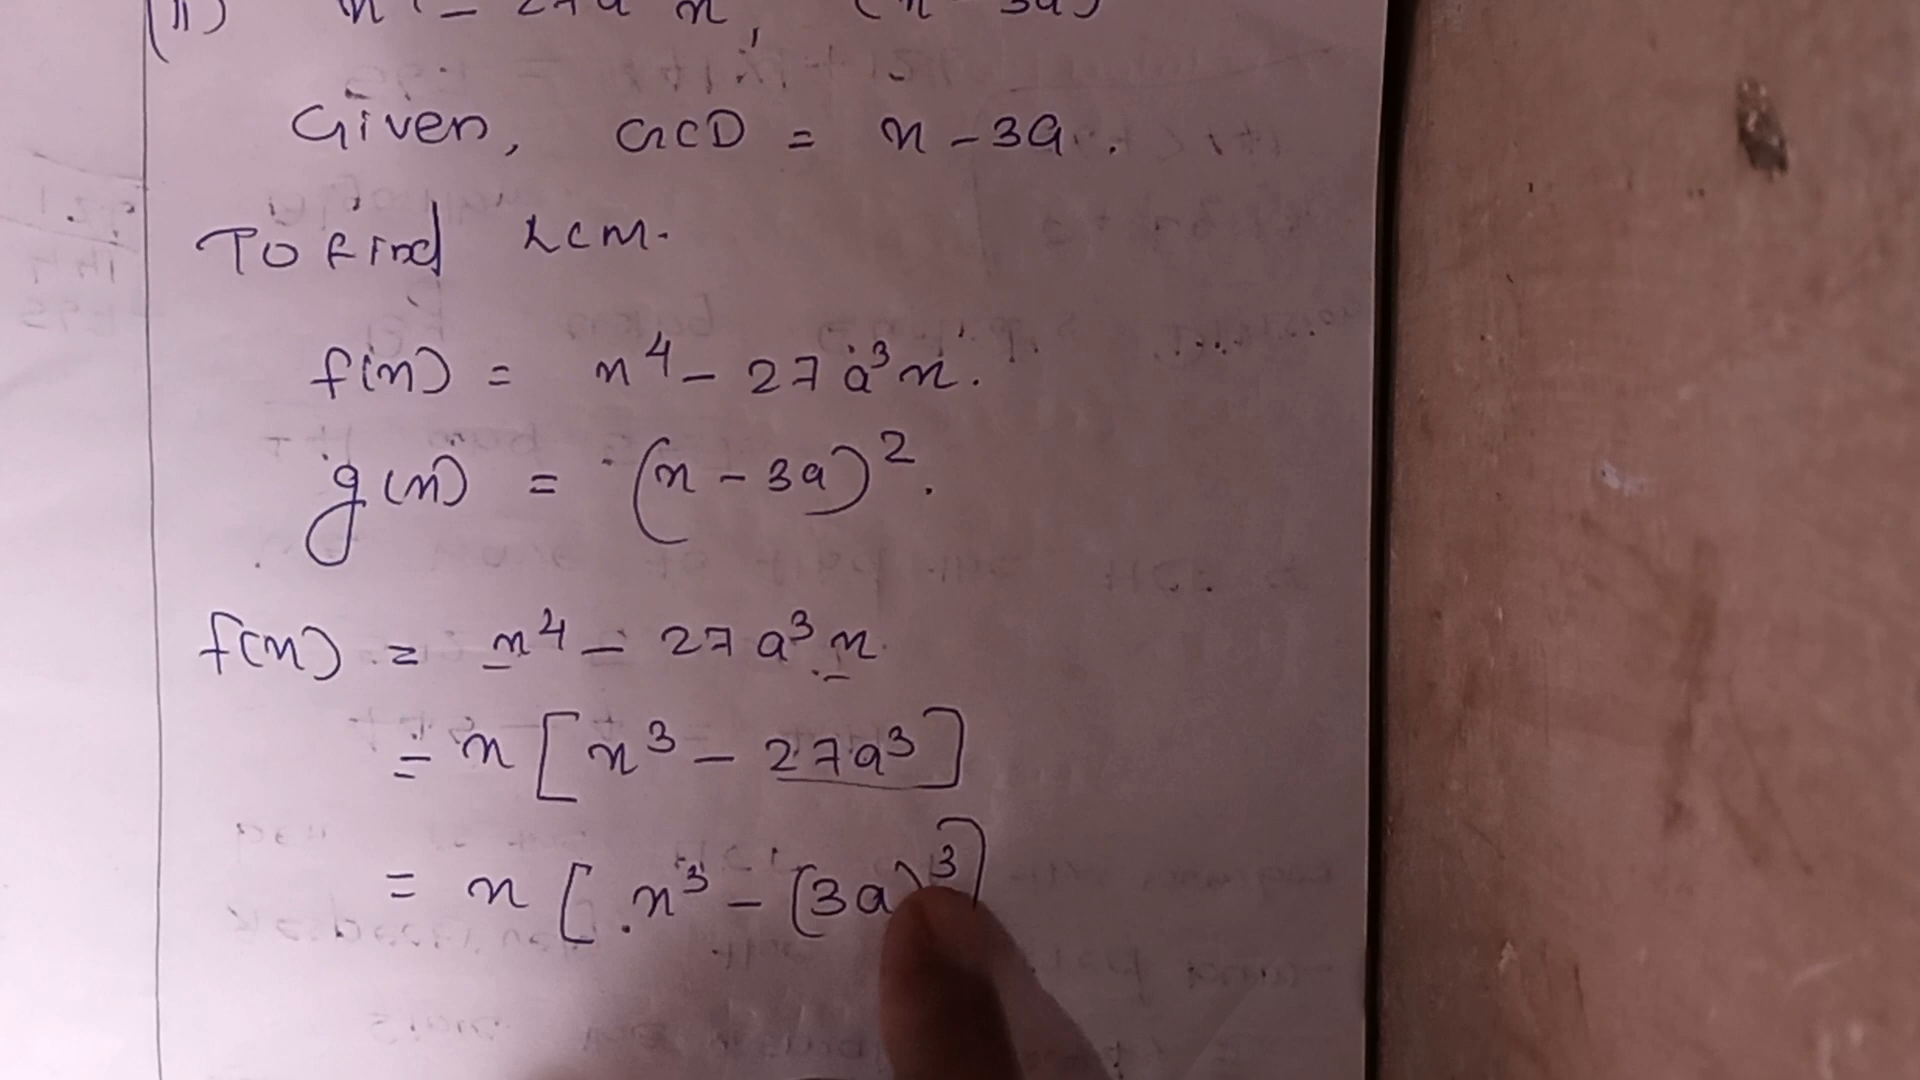 Given, GCD = x - 3a.
To find LCM.
f(x) = x⁴ - 27a³x.
g(x) = (x - 3a)².
f(x) = x⁴ - 27a³x
= x[x³ - 27a³]
= x[x³ - (3a)³]